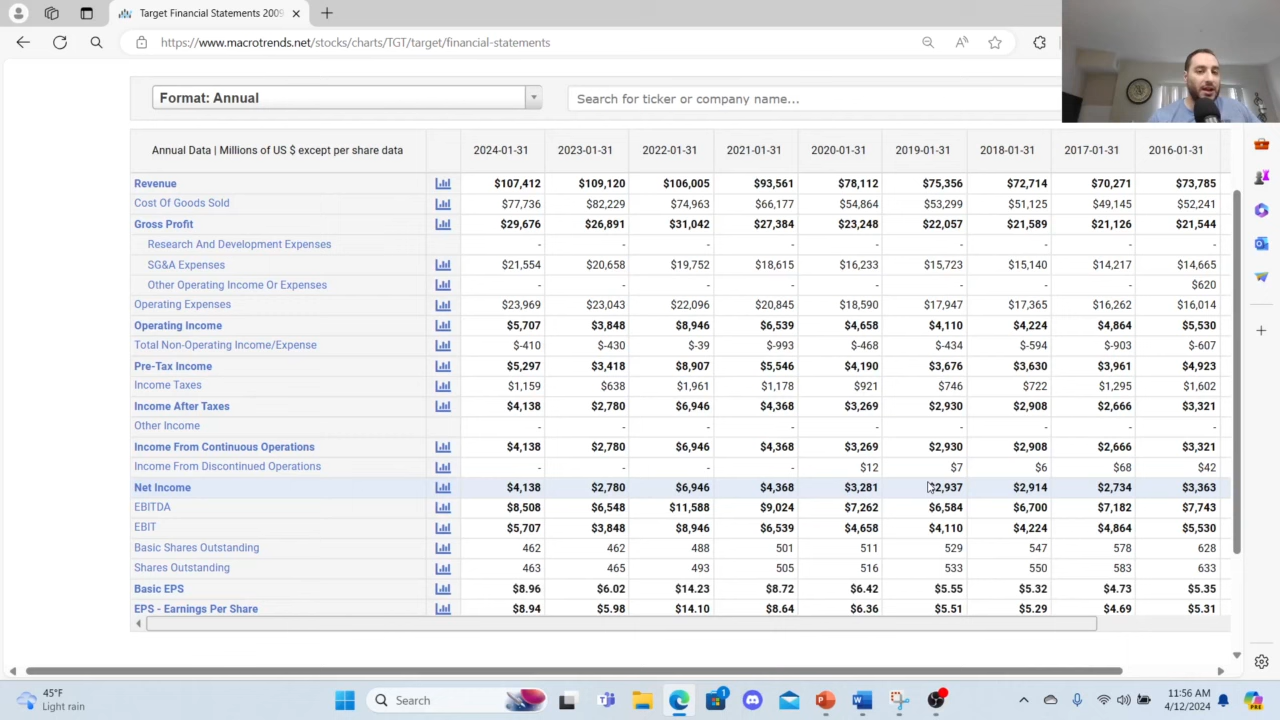 Target Financial Statements 2009
https://www.macrotrends.net/stocks/charts/TGT/target/financial-statements
Format: Annual
Search for ticker or company name...
Annual Data | Millions of US $ except per share data 2024-01-31 2023-01-31 2022-01-31 2021-01-31 2020-01-31 2019-01-31 2018-01-31 2017-01-31 2016-01-31
Revenue $107,412 $109,120 $106,005 $93,561 $78,112 $75,356 $72,714 $70,271 $73,785
Cost Of Goods Sold $77,736 $82,229 $74,963 $66,177 $54,864 $53,299 $51,125 $49,145 $52,241
Gross Profit $29,676 $26,891 $31,042 $27,384 $23,248 $22,057 $21,589 $21,126 $21,544
Research And Development Expenses - - - - - - - - -
SG&A Expenses $21,554 $20,658 $19,752 $18,615 $16,233 $15,723 $15,140 $14,217 $14,665
Other Operating Income Or Expenses - - - - - - - - $620
Operating Expenses $23,969 $23,043 $22,096 $20,845 $18,590 $17,947 $17,365 $16,262 $16,014
Operating Income $5,707 $3,848 $8,946 $6,539 $4,658 $4,110 $4,224 $4,864 $5,530
Total Non-Operating Income/Expense $-410 $-430 $-39 $-993 $-468 $-434 $-594 $-903 $-607
Pre-Tax Income $5,297 $3,418 $8,907 $5,546 $4,190 $3,676 $3,630 $3,961 $4,923
Income Taxes $1,159 $638 $1,961 $1,178 $921 $746 $722 $1,295 $1,602
Income After Taxes $4,138 $2,780 $6,946 $4,368 $3,269 $2,930 $2,908 $2,666 $3,321
Other Income - - - - - - - - -
Income From Continuous Operations $4,138 $2,780 $6,946 $4,368 $3,269 $2,930 $2,908 $2,666 $3,321
Income From Discontinued Operations - - - - $12 $7 $6 $68 $42
Net Income $4,138 $2,780 $6,946 $4,368 $3,281 $2,937 $2,914 $2,734 $3,363
EBITDA $8,508 $6,548 $11,588 $9,024 $7,262 $6,584 $6,700 $7,182 $7,743
EBIT $5,707 $3,848 $8,946 $6,539 $4,658 $4,110 $4,224 $4,864 $5,530
Basic Shares Outstanding 462 462 488 501 511 529 547 578 628
Shares Outstanding 463 465 493 505 516 533 550 583 633
Basic EPS $8.96 $6.02 $14.23 $8.72 $6.42 $5.55 $5.32 $4.73 $5.35
EPS - Earnings Per Share $8.94 $5.98 $14.10 $8.64 $6.36 $5.51 $5.29 $4.69 $5.31
45°F
Light rain
Search
1
11:56 AM
4/12/2024
PRE